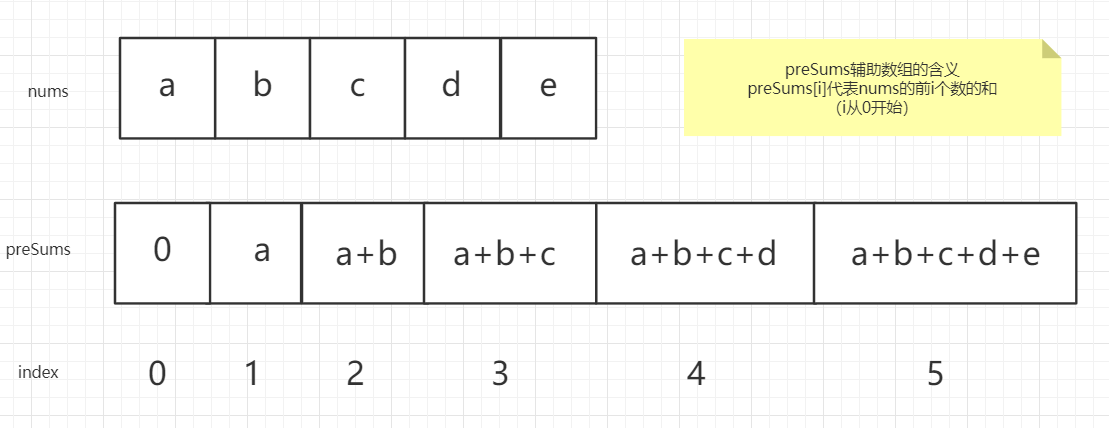 nums
a b c d e
preSums辅助数组的含义
preSums[i]代表nums的前i个数的和
（i从0开始）
preSums
0 a a+b a+b+c a+b+c+d a+b+c+d+e
index
0 1 2 3 4 5